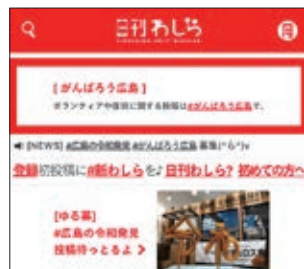 日刊わしら
[ がんばろう広島 ]
ボランティアや復興に関する投稿は#がんばろう広島で。
[NEWS] #広島の令和発見 #がんばろう広島 募集(^o^)v
登録初投稿に#新わしらを♪ 日刊わしら? 初めての方へ
[ゆる募]
#広島の令和発見
投稿待っとるよ >